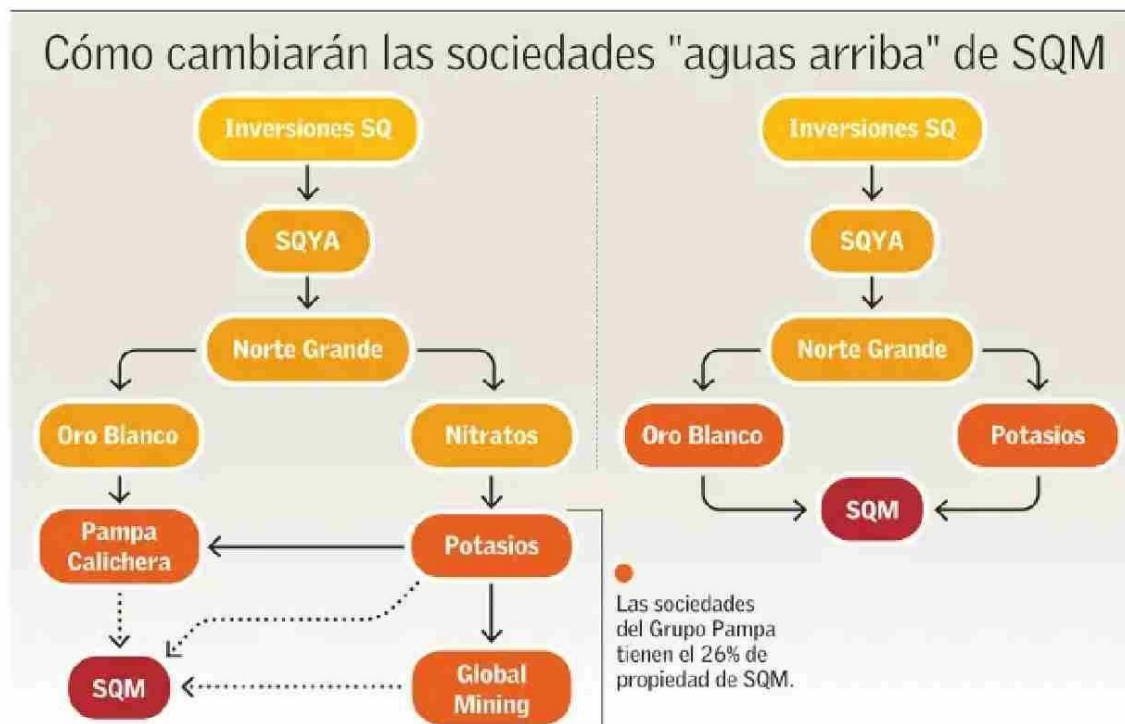 Cómo cambiarán las sociedades "aguas arriba" de SQM
Inversiones SQ
SQYA
Norte Grande
Oro Blanco
Nitratos
Pampa
Calichera
Potasios
SQM
Global
Mining
Inversiones SQ
SQYA
Norte Grande
Oro Blanco
Potasios
SQM
Las sociedades
del Grupo Pampa
tienen el 26% de
propiedad de SQM.